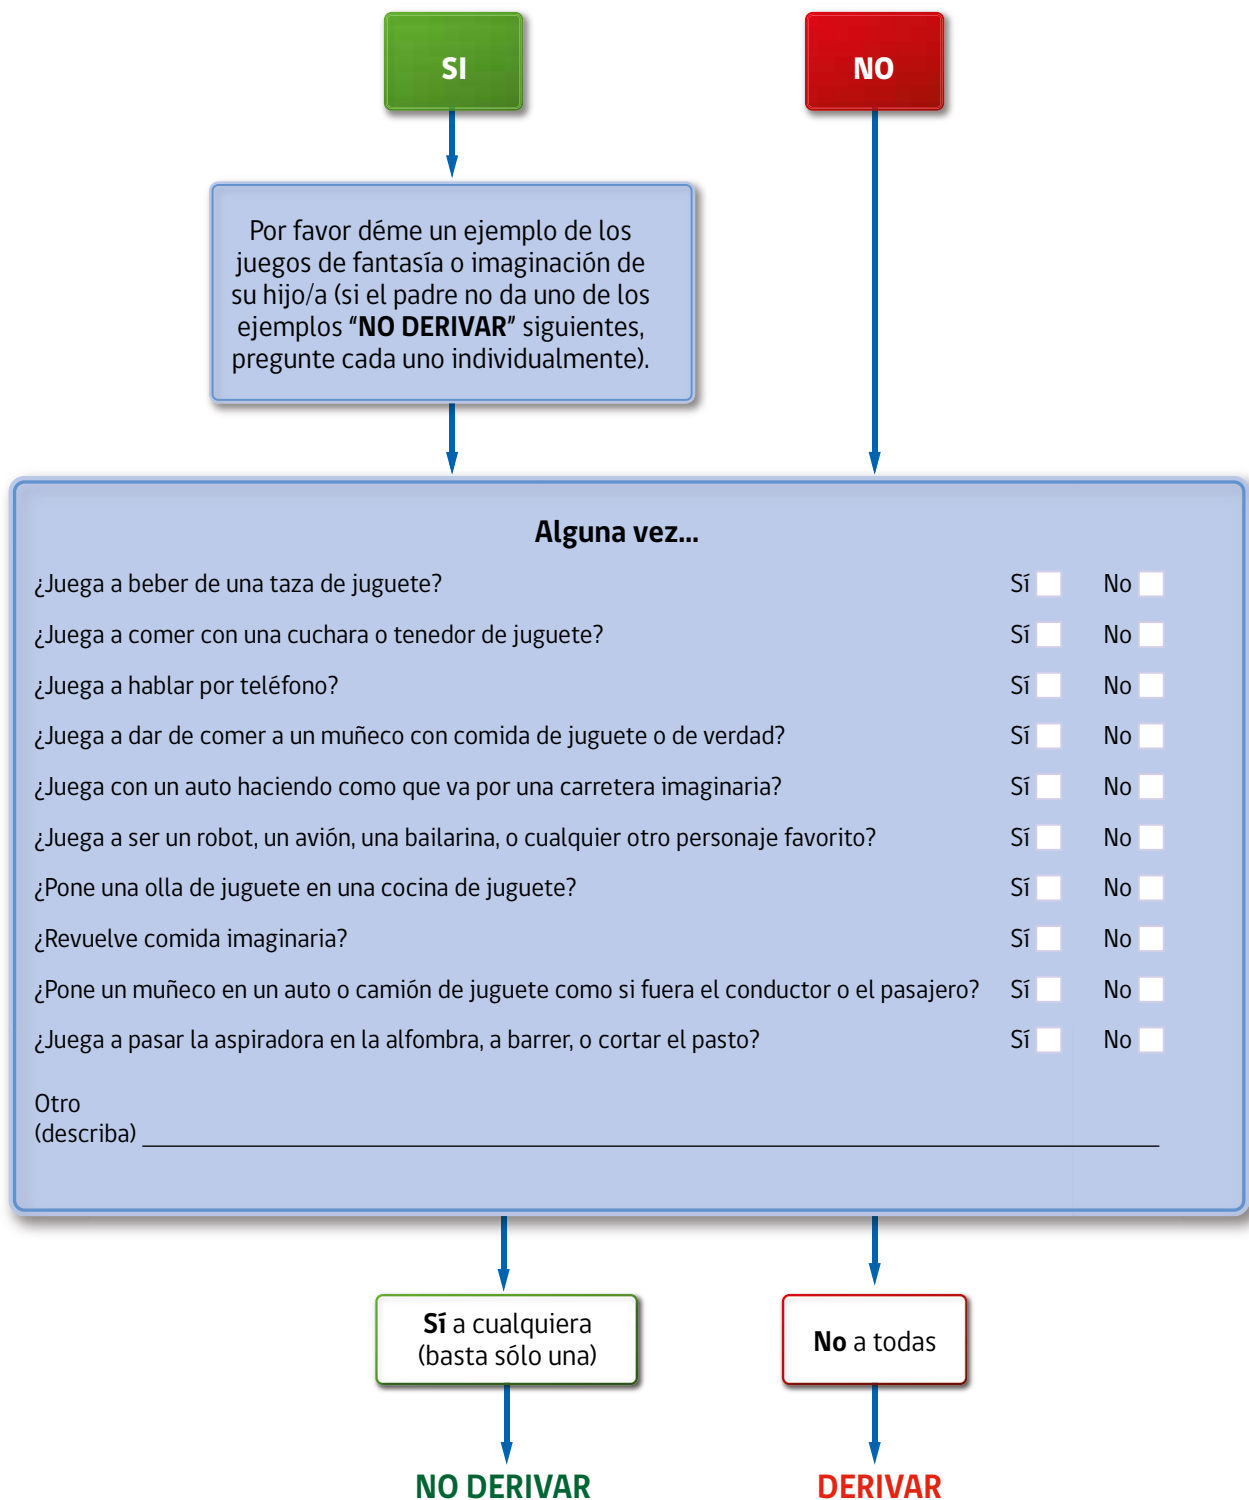 SI
NO
Por favor déme un ejemplo de los
juegos de fantasía o imaginación de
su hijo/a (si el padre no da uno de los
ejemplos “NO DERIVAR” siguientes,
pregunte cada uno individualmente).
Alguna vez...
¿Juega a beber de una taza de juguete? Sí No
¿Juega a comer con una cuchara o tenedor de juguete? Sí No
¿Juega a hablar por teléfono? Sí No
¿Juega a dar de comer a un muñeco con comida de juguete o de verdad? Sí No
¿Juega con un auto haciendo como que va por una carretera imaginaria? Sí No
¿Juega a ser un robot, un avión, una bailarina, o cualquier otro personaje favorito? Sí No
¿Pone una olla de juguete en una cocina de juguete? Sí No
¿Revuelve comida imaginaria? Sí No
¿Pone un muñeco en un auto o camión de juguete como si fuera el conductor o el pasajero? Sí No
¿Juega a pasar la aspiradora en la alfombra, a barrer, o cortar el pasto? Sí No
Otro
(describa)
Sí a cualquiera
(basta sólo una)
No a todas
NO DERIVAR
DERIVAR